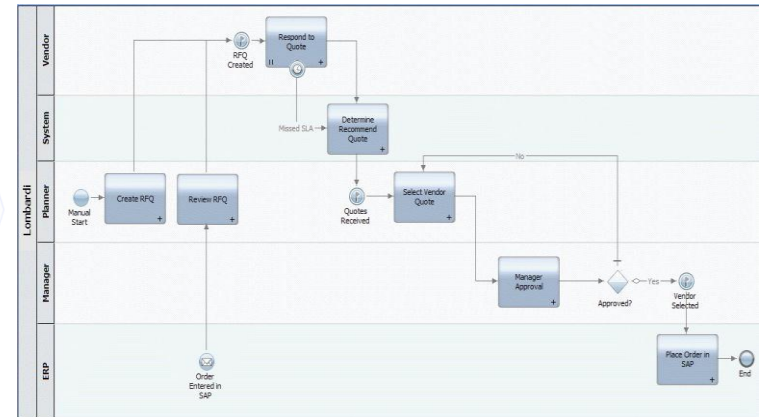 Lombardi
Vendor
RFQ
Created
Respond to
Quote
System
Missed SLA
Determine
Recommend
Quote
Planner
Manual
Start
Create RFQ
Review RFQ
Quotes
Received
Select Vendor
Quote
No
Manager
Manager
Approval
Approved?
Yes
Vendor
Selected
ERP
Order
Entered in
SAP
Place Order in
SAP
End